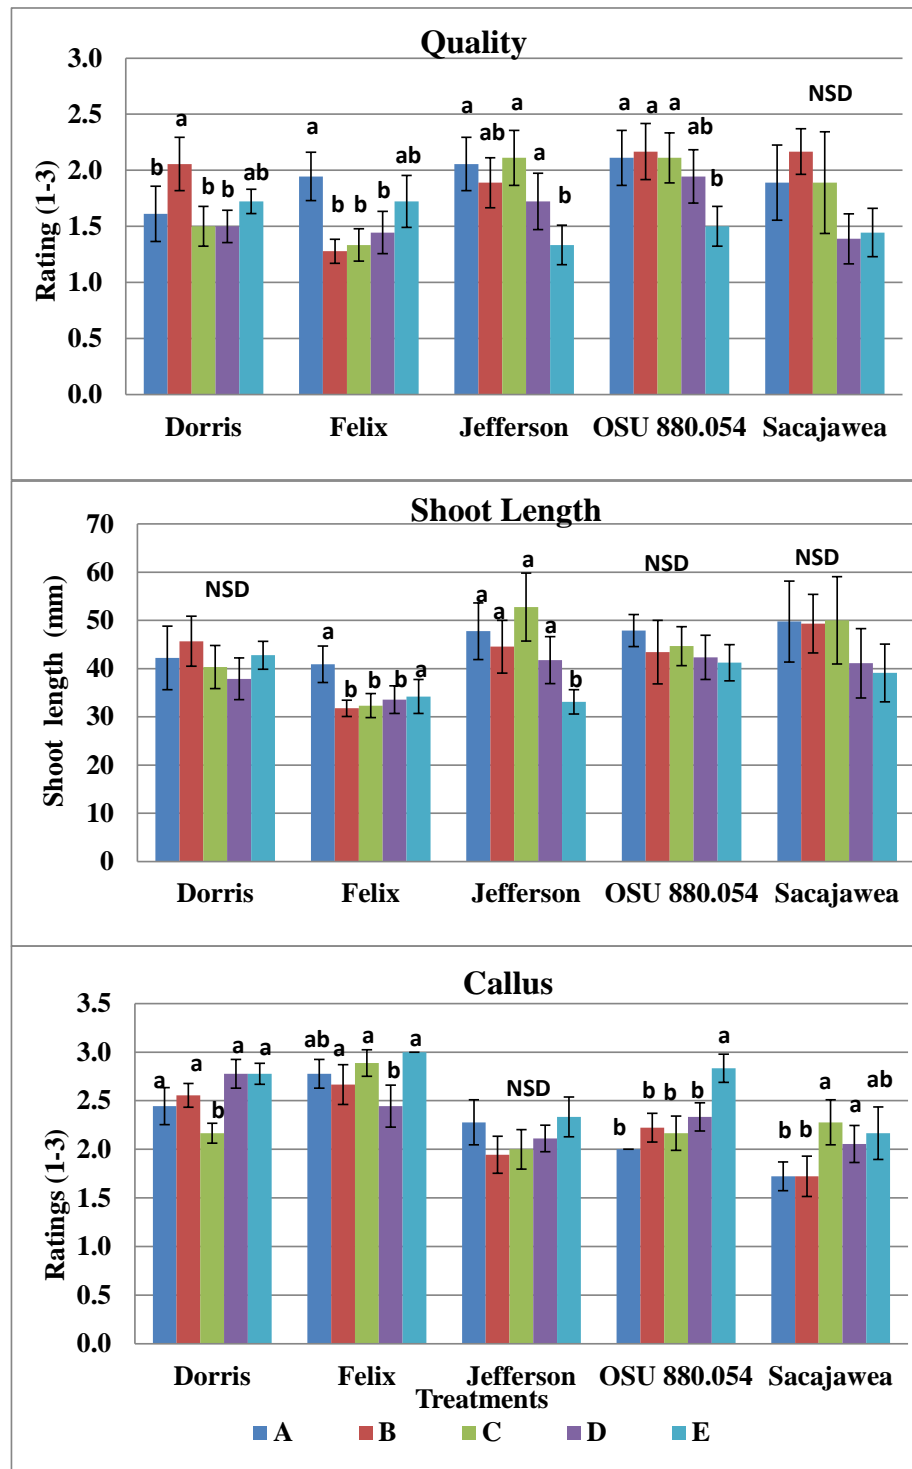 Quality
3.0
2.5
2.0
1.5
1.0
0.5
0.0
Rating (1-3)
b a b b ab
a b b b ab
a ab a a b
a a a ab b
NSD
Dorris Felix Jefferson OSU 880.054 Sacajawea
Shoot Length
70
60
50
40
30
20
10
0
Shoot length (mm)
NSD
a b b b a
a a a a b
NSD
NSD
Dorris Felix Jefferson OSU 880.054 Sacajawea
Callus
3.5
3.0
2.5
2.0
1.5
1.0
0.5
0.0
Ratings (1-3)
a a b a a
ab a a b a
NSD
b b b b a
b b a a ab
Dorris Felix Jefferson OSU 880.054 Sacajawea
Treatments
A B C D E